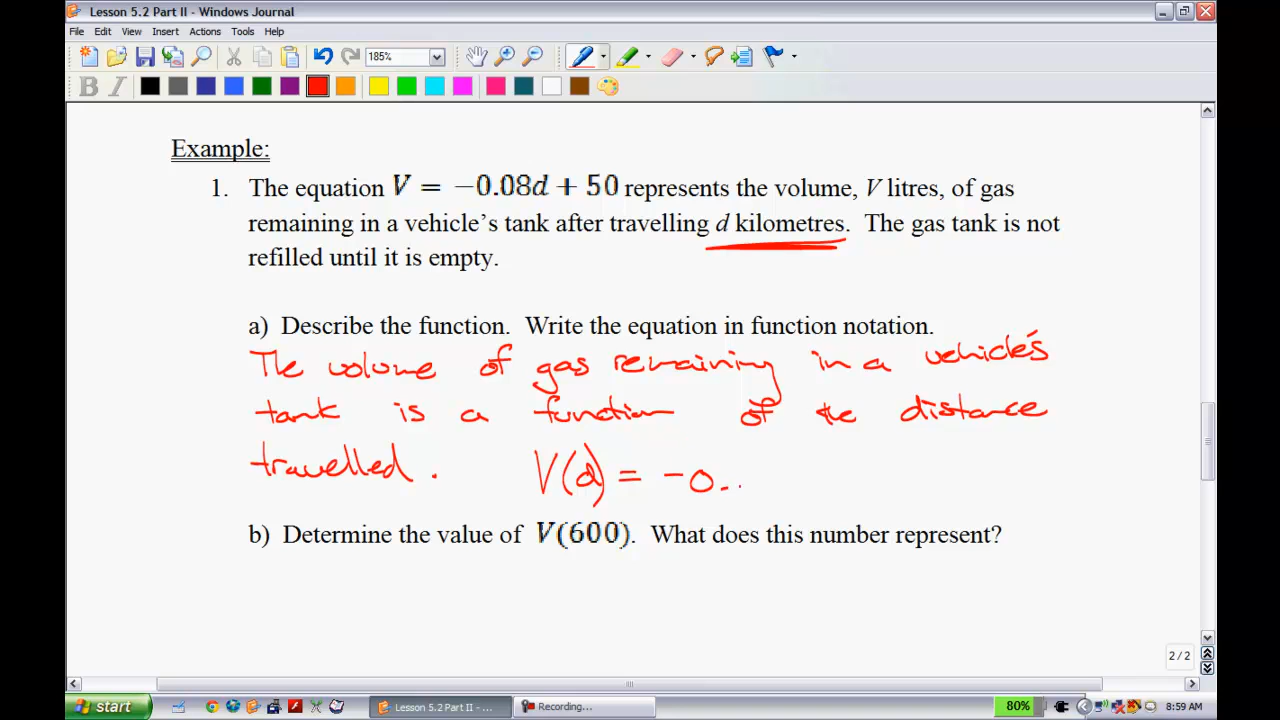 Lesson 5.2 Part II - Windows Journal
File Edit View Insert Actions Tools Help
185%
B I
Example:
1. The equation V = −0.08d + 50 represents the volume, V litres, of gas
remaining in a vehicle's tank after travelling d kilometres. The gas tank is not
refilled until it is empty.
a) Describe the function. Write the equation in function notation.
The volume of gas remaining in a vehicle's
tank is a function of the distance
travelled. V(d) = -0.
b) Determine the value of V(600). What does this number represent?
2/2
start Lesson 5.2 Part II - ... Recording... 80% 8:59 AM